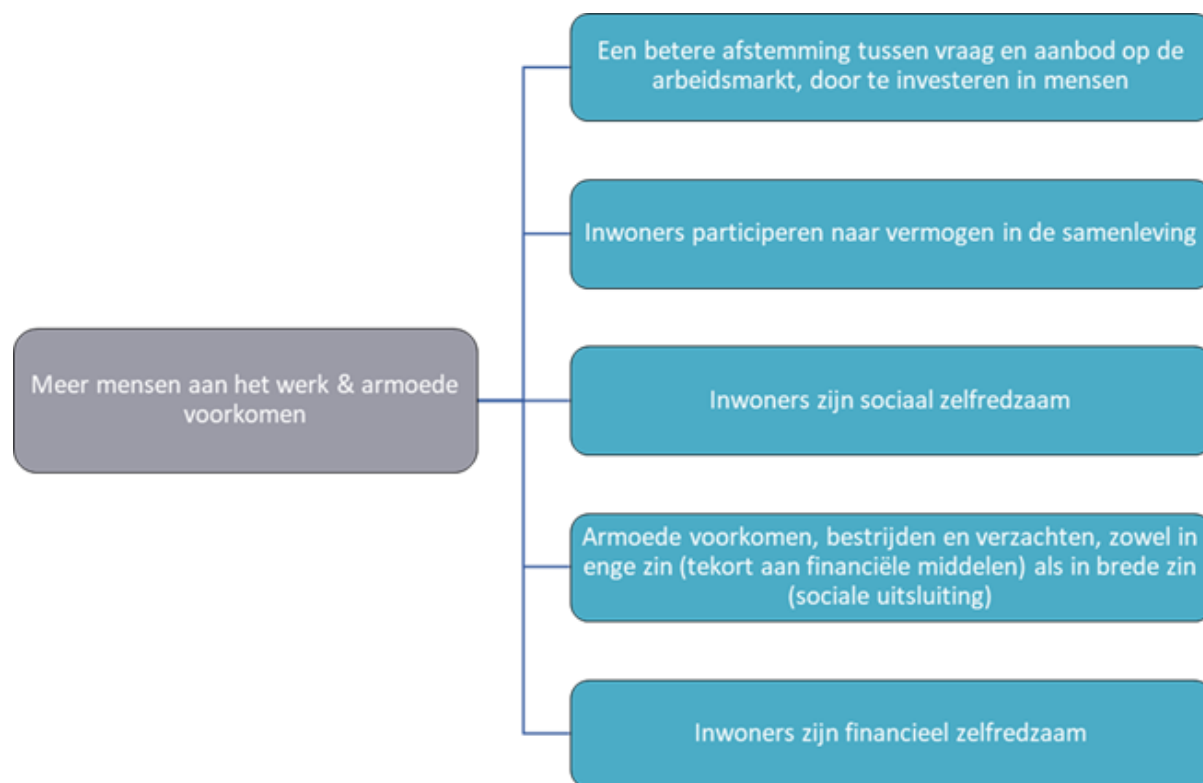 Een betere afstemming tussen vraag en aanbod op de
arbeidsmarkt, door te investeren in mensen
Inwoners participeren naar vermogen in de samenleving
Meer mensen aan het werk & armoede
voorkomen
Inwoners zijn sociaal zelfredzaam
Armoede voorkomen, bestrijden en verzachten, zowel in
enge zin (tekort aan financiële middelen) als in brede zin
(sociale uitsluiting)
Inwoners zijn financieel zelfredzaam